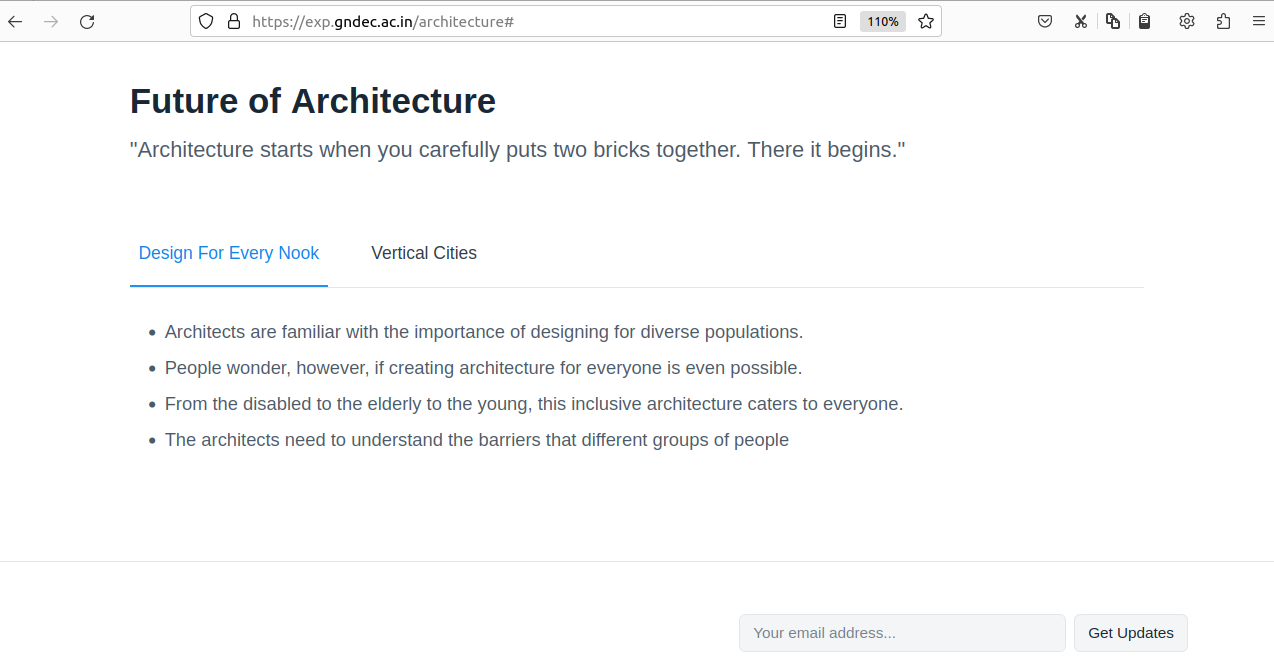 https://exp.gndec.ac.in/architecture#
110%
Future of Architecture
"Architecture starts when you carefully puts two bricks together. There it begins."
Design For Every Nook
Vertical Cities
Architects are familiar with the importance of designing for diverse populations.
People wonder, however, if creating architecture for everyone is even possible.
From the disabled to the elderly to the young, this inclusive architecture caters to everyone.
The architects need to understand the barriers that different groups of people
Your email address...
Get Updates